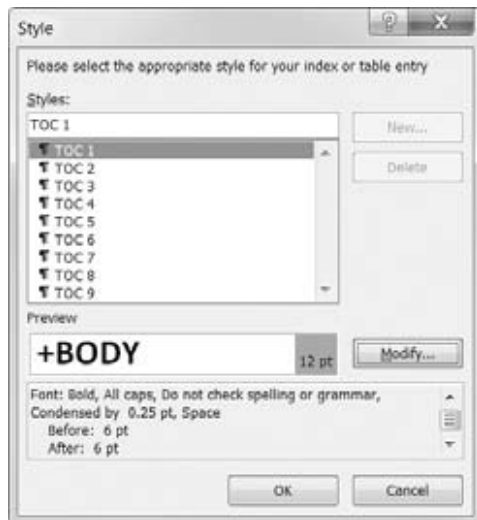 Style
Please select the appropriate style for your index or table entry
Styles:
TOC 1
New...
¶ TOC 1
¶ TOC 2
Delete
¶ TOC 3
¶ TOC 4
¶ TOC 5
¶ TOC 6
¶ TOC 7
¶ TOC 8
¶ TOC 9
Preview
+BODY
12 pt
Modify...
Font: Bold, All caps, Do not check spelling or grammar,
Condensed by 0.25 pt, Space
Before: 6 pt
After: 6 pt
OK
Cancel